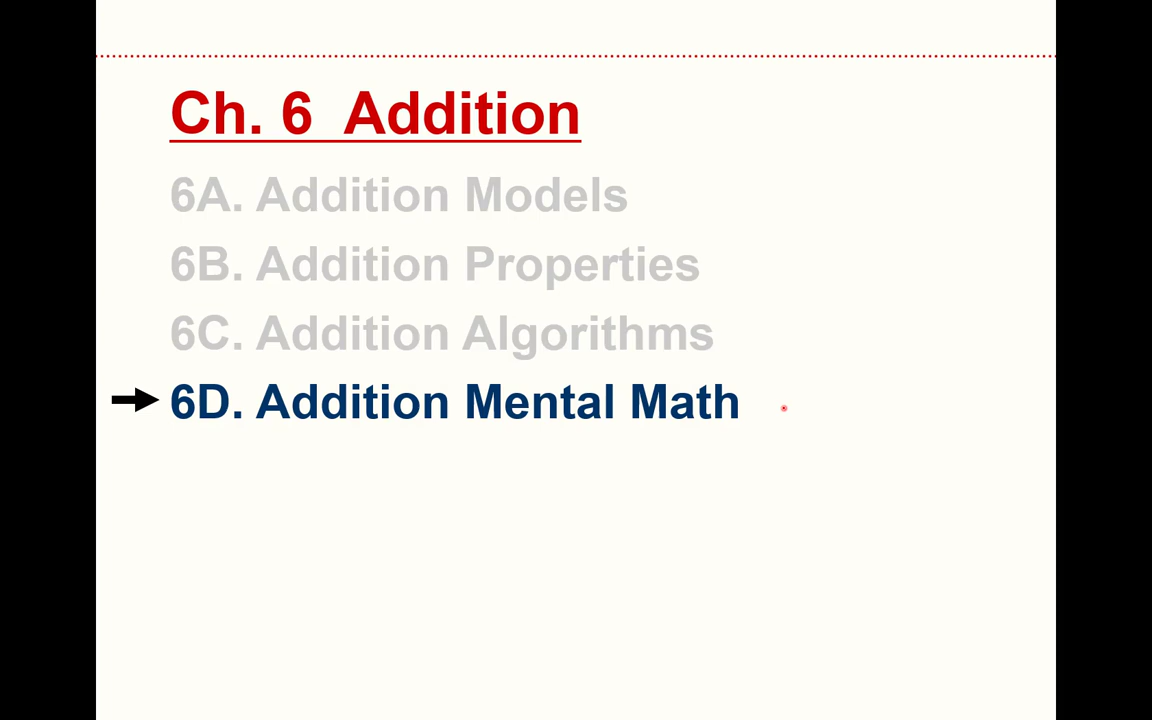 Ch. 6  Addition
6A. Addition Models
6B. Addition Properties
6C. Addition Algorithms
6D. Addition Mental Math